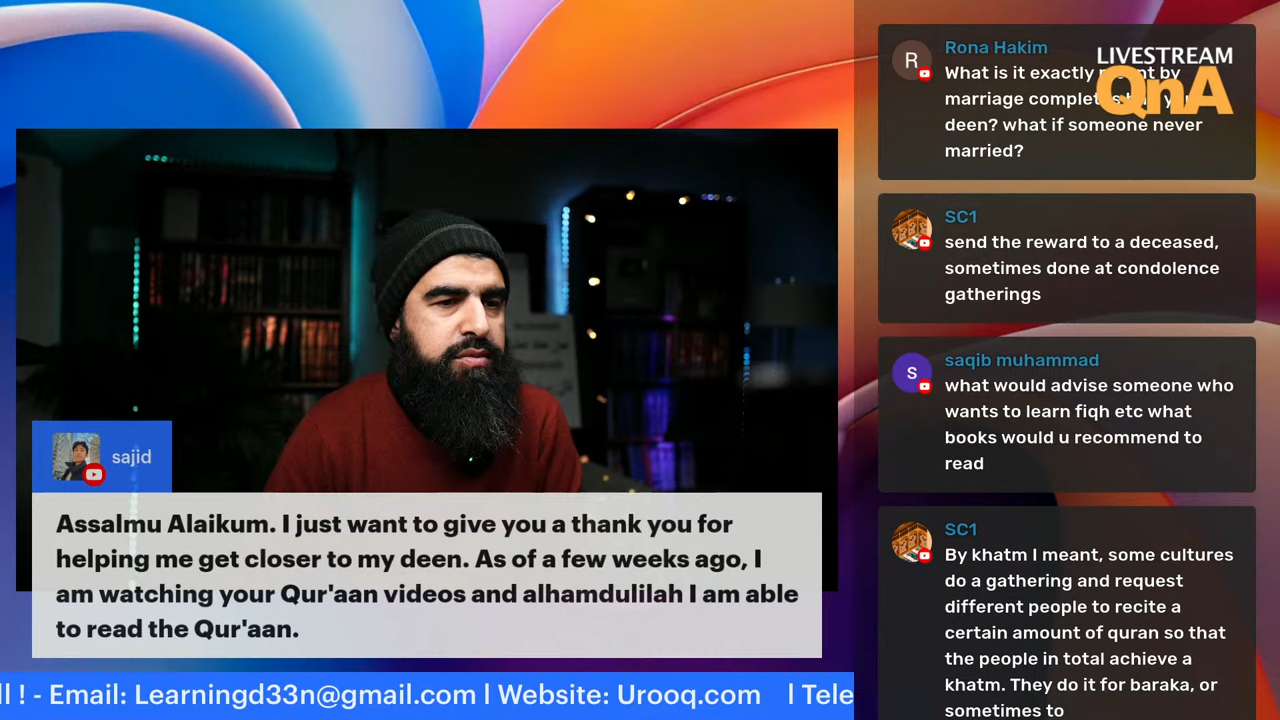 LIVESTREAM
QnA
R
Rona Hakim
What is it exactly by
marriage
deen? what if someone never
married?
SC1
send the reward to a deceased,
sometimes done at condolence
gatherings
s
saqib muhammad
what would advise someone who
wants to learn fiqh etc what
books would u recommend to
read
SC1
By khatm I meant, some cultures
do a gathering and request
different people to recite a
certain amount of quran so that
the people in total achieve a
khatm. They do it for baraka, or
sometimes to
sajid
Assalmu Alaikum. I just want to give you a thank you for
helping me get closer to my deen. As of a few weeks ago, I
am watching your Qur'aan videos and alhamdulilah I am able
to read the Qur'aan.
ll ! - Email: Learningd33n@gmail.com l Website: Urooq.com l Tele